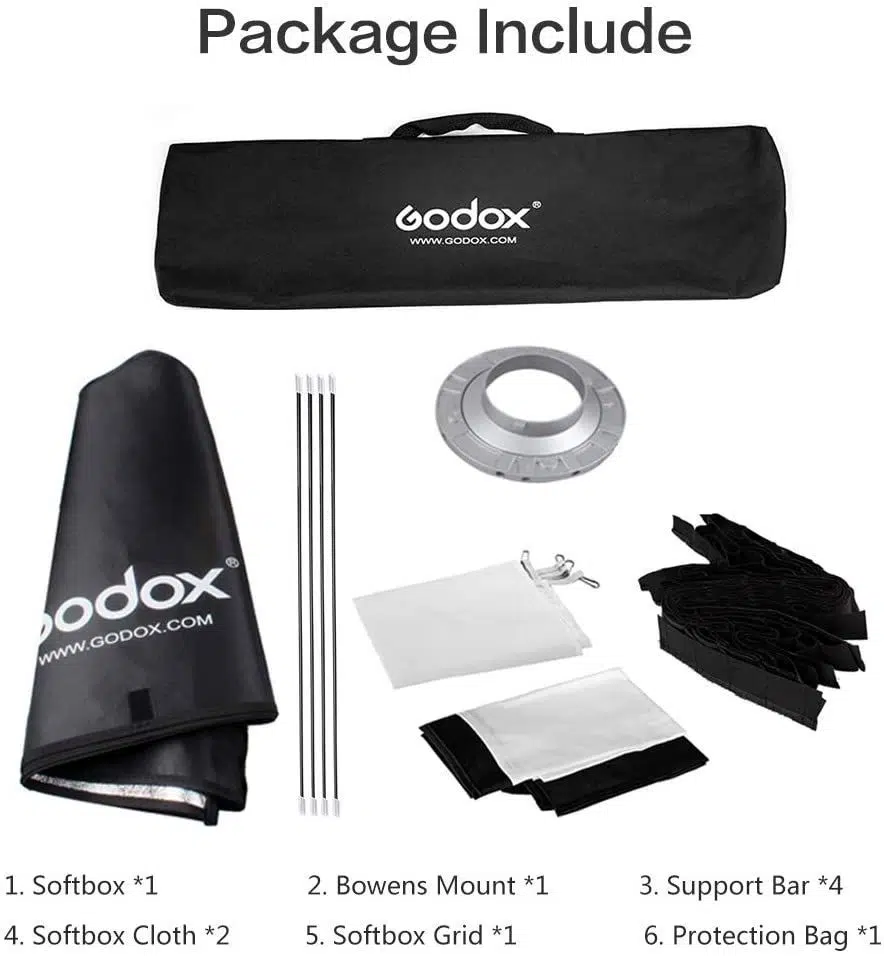 Package Include
Godox®
WWW.GODOX.COM
Godox®
WWW.GODOX.COM
1. Softbox *1
2. Bowens Mount *1
3. Support Bar *4
4. Softbox Cloth *2
5. Softbox Grid *1
6. Protection Bag *1